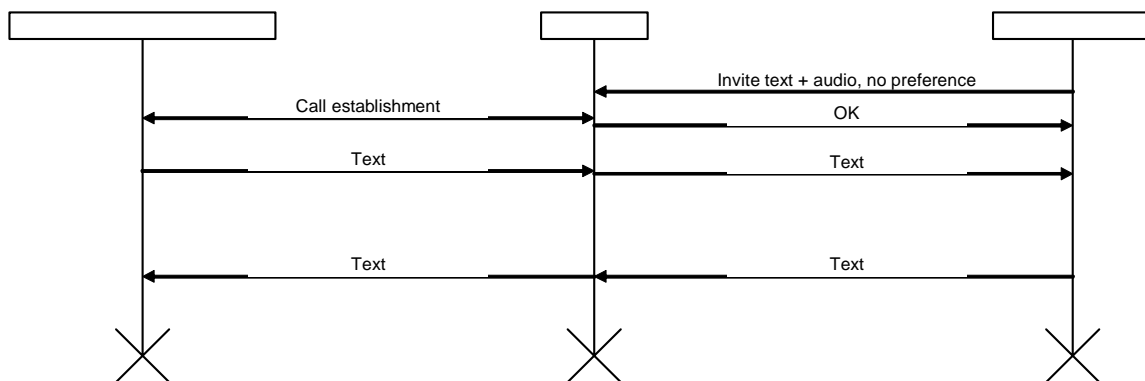 Invite text + audio, no preference
Call establishment
OK
Text
Text
Text
Text